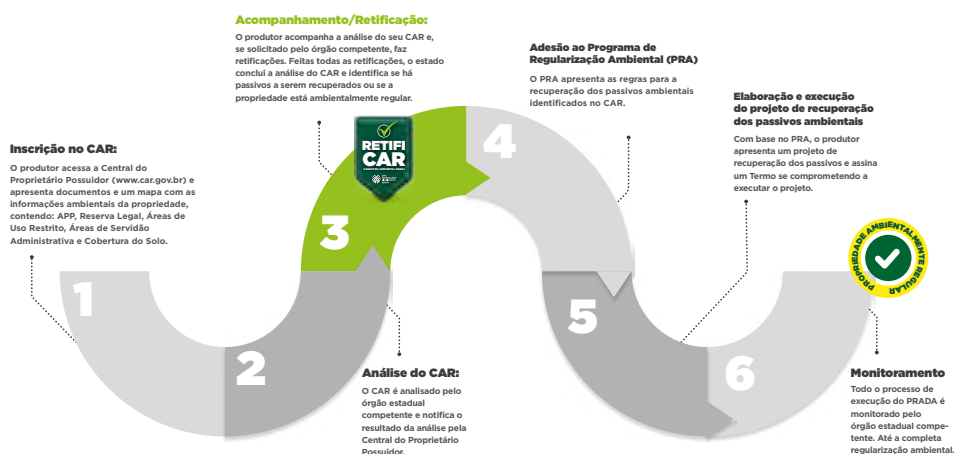 Inscrição no CAR:
O produtor acessa a Central do
Proprietário Possuidor (www.car.gov.br) e
apresenta documentos e um mapa com as
informações ambientais da propriedade,
contendo: APP, Reserva Legal, Áreas de
Uso Restrito, Áreas de Servidão
Administrativa e Cobertura do Solo.
1
2
Análise do CAR:
O CAR é analisado pelo
órgão estadual
competente e notifica o
resultado da análise pela
Central do Proprietário
Possuidor.
Acompanhamento/Retificação:
O produtor acompanha a análise do seu CAR e,
se solicitado pelo órgão competente, faz
retificações. Feitas todas as retificações, o estado
conclui a análise do CAR e identifica se há
passivos a serem recuperados ou se a
propriedade está ambientalmente regular.
RETIFI
CAR
3
4
Adesão ao Programa de
Regularização Ambiental (PRA)
O PRA apresenta as regras para a
recuperação dos passivos ambientais
identificados no CAR.
5
Elaboração e execução
do projeto de recuperação
dos passivos ambientais
Com base no PRA, o produtor
apresenta um projeto de
recuperação dos passivos e assina
um Termo se comprometendo a
executar o projeto.
6
PROPRIEDADE AMBIENTALMENTE REGULAR
Monitoramento
Todo o processo de
execução do PRADA é
monitorado pelo
órgão estadual compe-
tente. Até a completa
regularização ambiental.